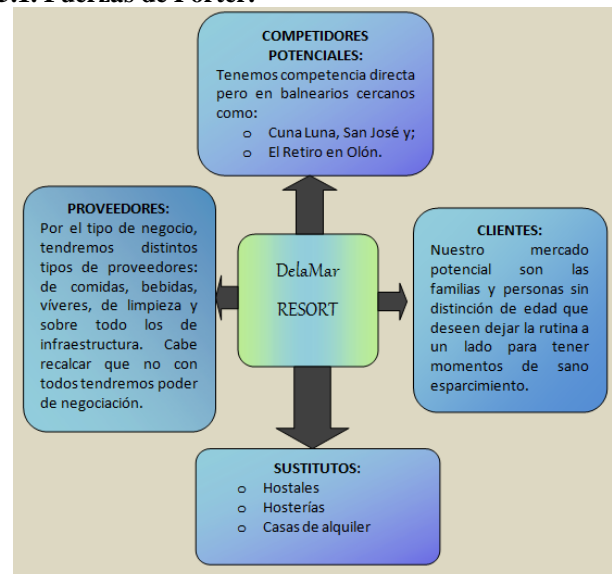 3.1. Fuerzas de Porter:
COMPETIDORES
POTENCIALES:
Tenemos competencia directa
pero en balnearios cercanos
como:
o Cuna Luna, San José y;
o El Retiro en Olón.
PROVEEDORES:
Por el tipo de negocio,
tendremos distintos
tipos de proveedores:
de comidas, bebidas,
víveres, de limpieza y
sobre todo los de
infraestructura. Cabe
recalcar que no con
todos tendremos poder
de negociación.
DelaMar
RESORT
CLIENTES:
Nuestro mercado
potencial son las
familias y personas sin
distinción de edad que
deseen dejar la rutina a
un lado para tener
momentos de sano
esparcimiento.
SUSTITUTOS:
o Hostales
o Hosterías
o Casas de alquiler